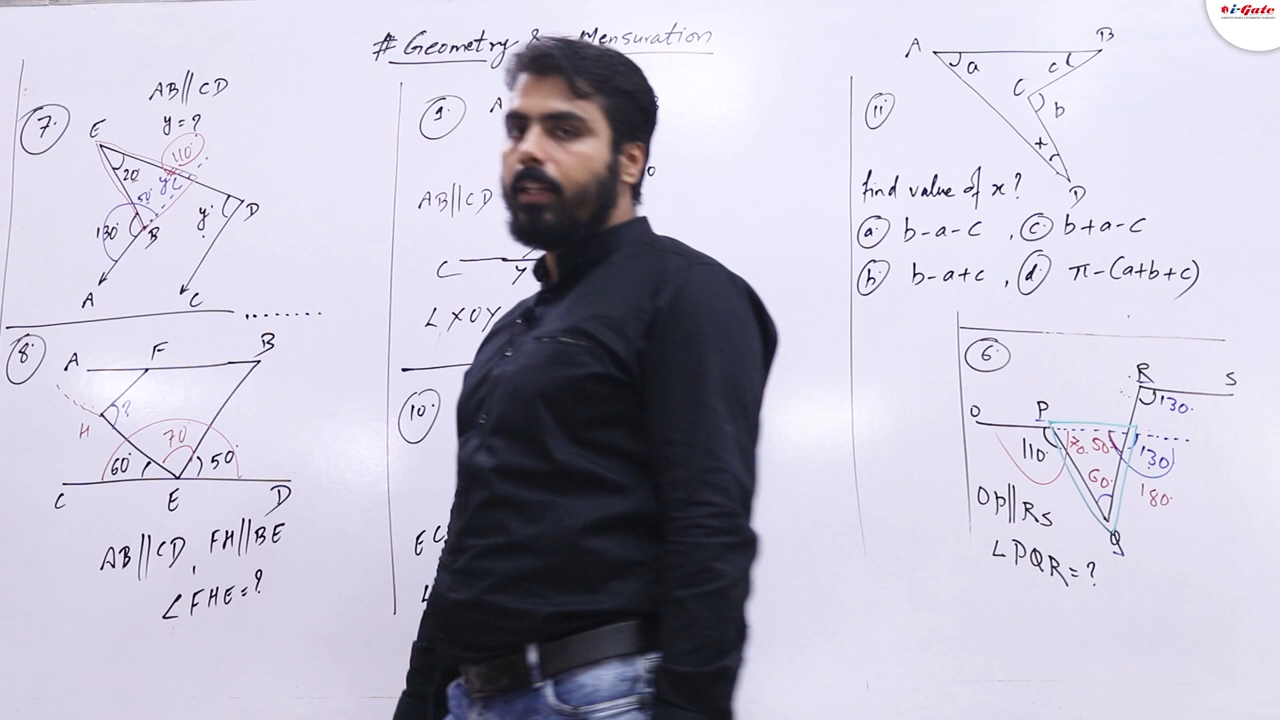 i-Gate
# Geometry & Mensuration
7.
AB||CD
y = ?
E
110°
20°
y
50°
130°
B
y
?
D
A
C
8.
A F B
H
?
70°
60°
50°
C E D
AB||CD, FH||BE
∠FHE = ?
9.
A
B
AB||CD
C
Y
∠XOY
10.
E
11.
A
B
a
c
C
b
x
D
find value of x?
a. b-a-c , c. b+a-c
b. b-a+c , d. π-(a+b+c)
6.
R S
130°
O P
110°
70° 50°
130
60°
180°
Q
OP||RS
∠PQR = ?